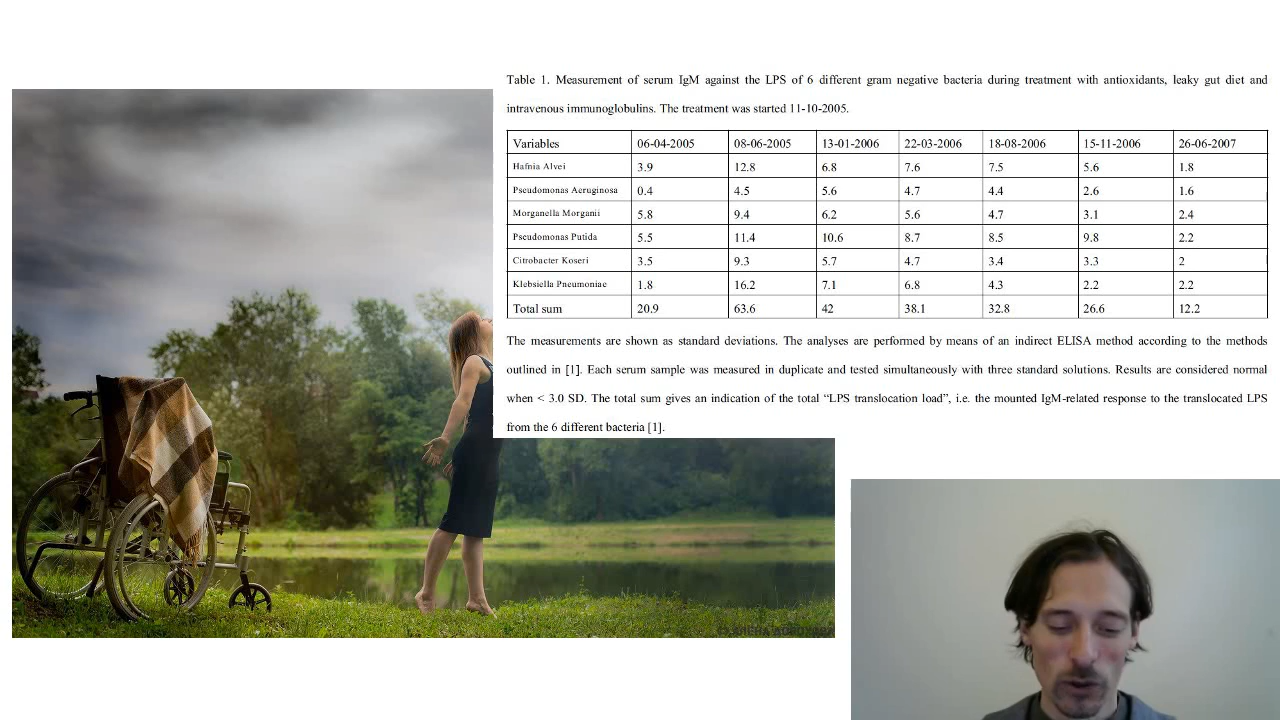 Table 1. Measurement of serum IgM against the LPS of 6 different gram negative bacteria during treatment with antioxidants, leaky gut diet and
intravenous immunoglobulins. The treatment was started 11-10-2005.
Variables 06-04-2005 08-06-2005 13-01-2006 22-03-2006 18-08-2006 15-11-2006 26-06-2007
Hafnia Alvei 3.9 12.8 6.8 7.6 7.5 5.6 1.8
Pseudomonas Aeruginosa 0.4 4.5 5.6 4.7 4.4 2.6 1.6
Morganella Morganii 5.8 9.4 6.2 5.6 4.7 3.1 2.4
Pseudomonas Putida 5.5 11.4 10.6 8.7 8.5 9.8 2.2
Citrobacter Koseri 3.5 9.3 5.7 4.7 3.4 3.3 2
Klebsiella Pneumoniae 1.8 16.2 7.1 6.8 4.3 2.2 2.2
Total sum 20.9 63.6 42 38.1 32.8 26.6 12.2
The measurements are shown as standard deviations. The analyses are performed by means of an indirect ELISA method according to the methods
outlined in [1]. Each serum sample was measured in duplicate and tested simultaneously with three standard solutions. Results are considered normal
when < 3.0 SD. The total sum gives an indication of the total “LPS translocation load”, i.e. the mounted IgM-related response to the translocated LPS
from the 6 different bacteria [1].